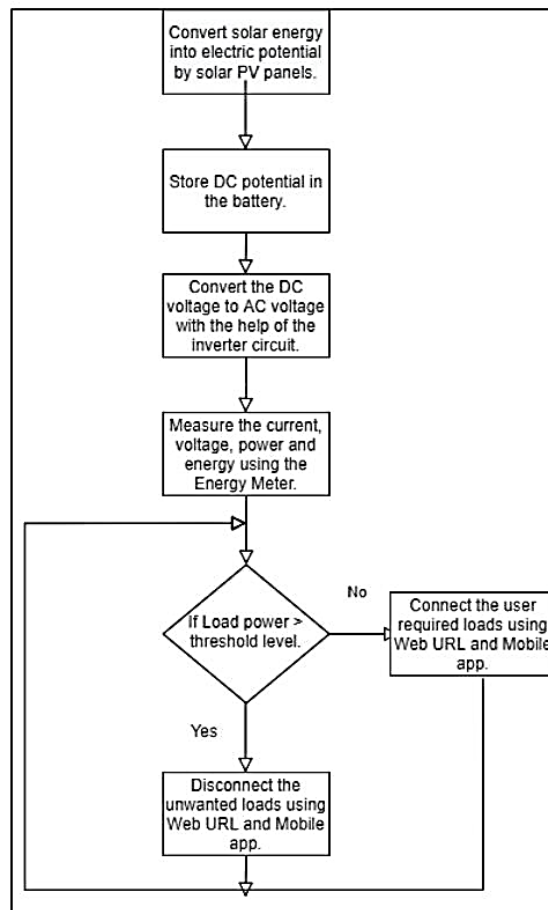 Convert solar energy
into electric potential
by solar PV panels.
Store DC potential in
the battery.
Convert the DC
voltage to AC voltage
with the help of the
inverter circuit.
Measure the current,
voltage, power and
energy using the
Energy Meter.
If Load power >
threshold level.
No
Connect the user
required loads using
Web URL and Mobile
app.
Yes
Disconnect the
unwanted loads using
Web URL and Mobile
app.